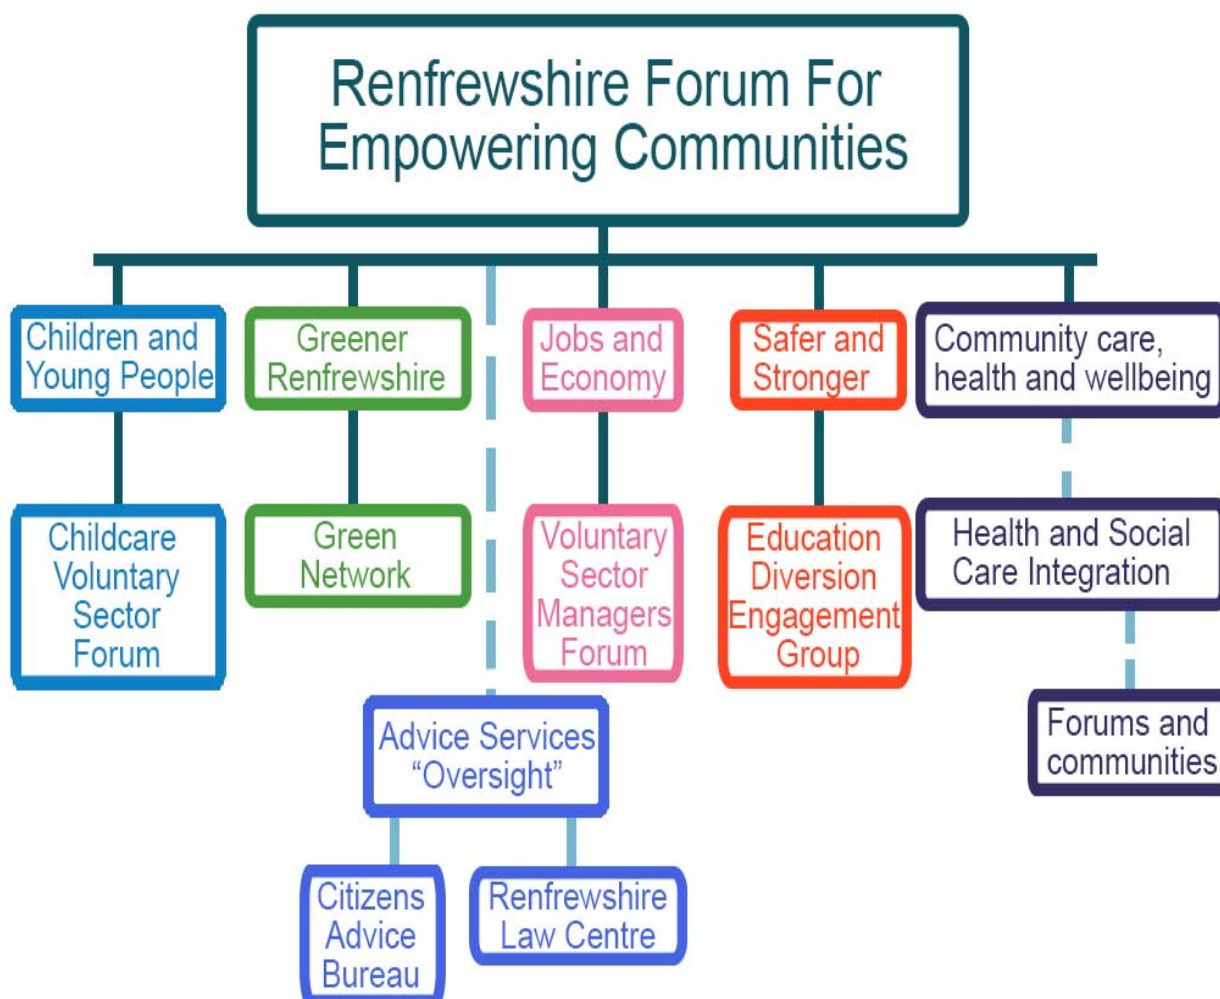 Renfrewshire Forum For
Empowering Communities
Children and
Young People
Greener
Renfrewshire
Jobs and
Economy
Safer and
Stronger
Community care,
health and wellbeing
Childcare
Voluntary
Sector
Forum
Green
Network
Voluntary
Sector
Managers
Forum
Education
Diversion
Engagement
Group
Health and Social
Care Integration
Advice Services
“Oversight”
Forums and
communities
Citizens
Advice
Bureau
Renfrewshire
Law Centre